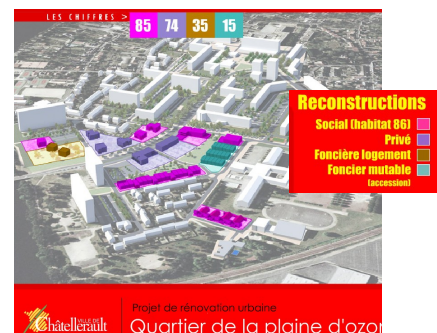 LES CHIFFRES > 85 74 35 15
Reconstructions
Social (habitat 86)
Privé
Foncière logement
Foncier mutable
(accession)
VILLE DE
Châtellerault
Projet de rénovation urbaine
Quartier de la plaine d'ozon